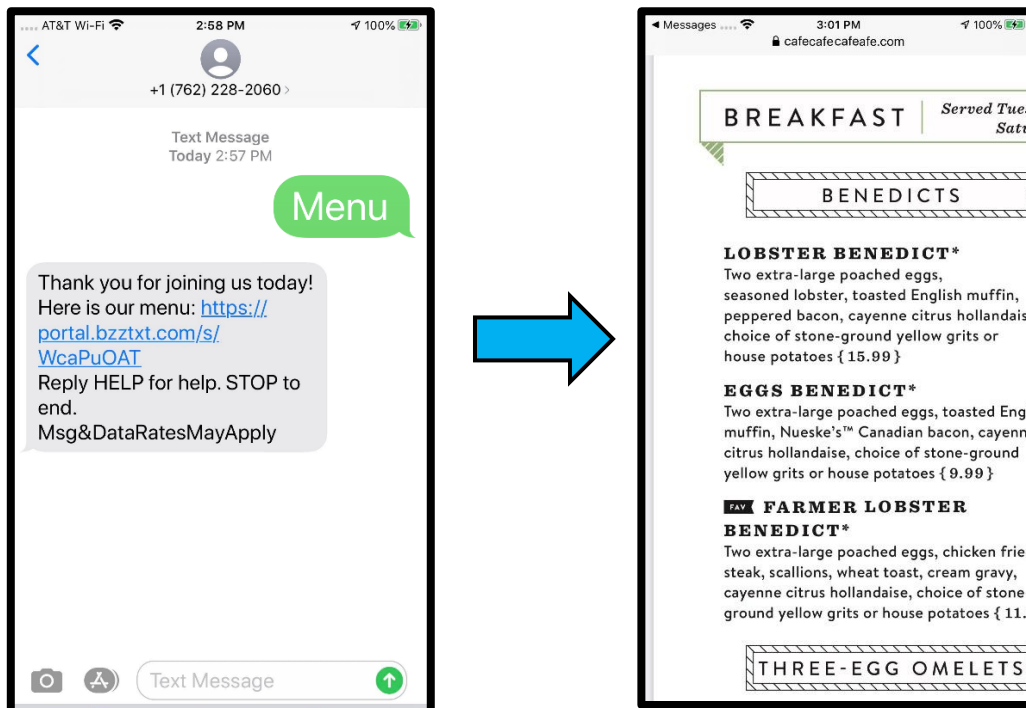 AT&T Wi-Fi 2:58 PM 100%
+1 (762) 228-2060 >
Text Message
Today 2:57 PM
Menu
Thank you for joining us today!
Here is our menu: https://
portal.bzztxt.com/s/
WcaPuOAT
Reply HELP for help. STOP to
end.
Msg&DataRatesMayApply
Text Message
Messages 3:01 PM 100%
cafecafecafeafe.com
BREAKFAST
Served Tue
Satu
BENEDICTS
LOBSTER BENEDICT*
Two extra-large poached eggs,
seasoned lobster, toasted English muffin,
peppered bacon, cayenne citrus hollandais
choice of stone-ground yellow grits or
house potatoes { 15.99 }
EGGS BENEDICT*
Two extra-large poached eggs, toasted Eng
muffin, Nueske's™ Canadian bacon, cayenn
citrus hollandaise, choice of stone-ground
yellow grits or house potatoes { 9.99 }
FAV FARMER LOBSTER
BENEDICT*
Two extra-large poached eggs, chicken frie
steak, scallions, wheat toast, cream gravy,
cayenne citrus hollandaise, choice of stone
ground yellow grits or house potatoes { 11.
THREE-EGG OMELETS